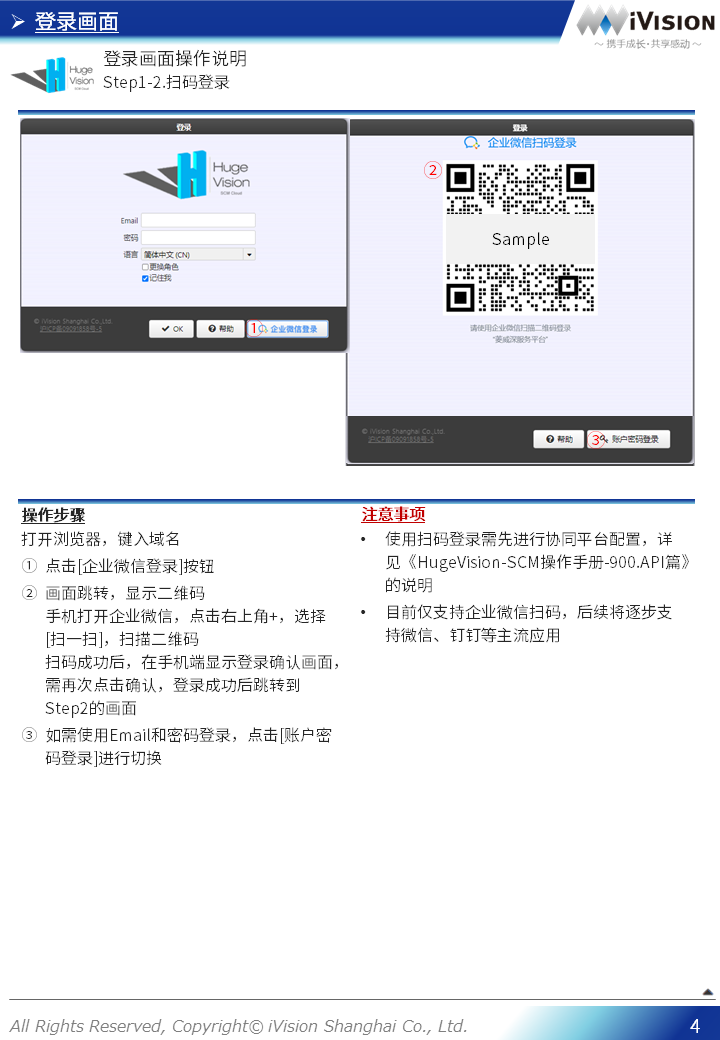 ➢ 登录画面
iVISION
～ 携手成长·共享感动 ～
Huge
Vision
SCM Cloud
登录画面操作说明
Step1-2.扫码登录
登录
Huge
Vision
SCM Cloud
Email
密码
语言 简体中文 (CN)
更换角色
记住我
© iVision Shanghai Co.,Ltd.
沪ICP备09091838号-5
OK
帮助
① 企业微信登录
登录
企业微信扫码登录
②
Sample
请使用企业微信扫描二维码登录
"菱威深服务平台"
© iVision Shanghai Co.,Ltd.
沪ICP备09091838号-5
帮助
③ 账户密码登录
操作步骤
打开浏览器，键入域名
① 点击[企业微信登录]按钮
② 画面跳转，显示二维码
手机打开企业微信，点击右上角+，选择
[扫一扫]，扫描二维码
扫码成功后，在手机端显示登录确认画面，
需再次点击确认，登录成功后跳转到
Step2的画面
③ 如需使用Email和密码登录，点击[账户密
码登录]进行切换
注意事项
• 使用扫码登录需先进行协同平台配置，详
见《HugeVision-SCM操作手册-900.API篇》
的说明
• 目前仅支持企业微信扫码，后续将逐步支
持微信、钉钉等主流应用
All Rights Reserved, Copyright© iVision Shanghai Co., Ltd.
4